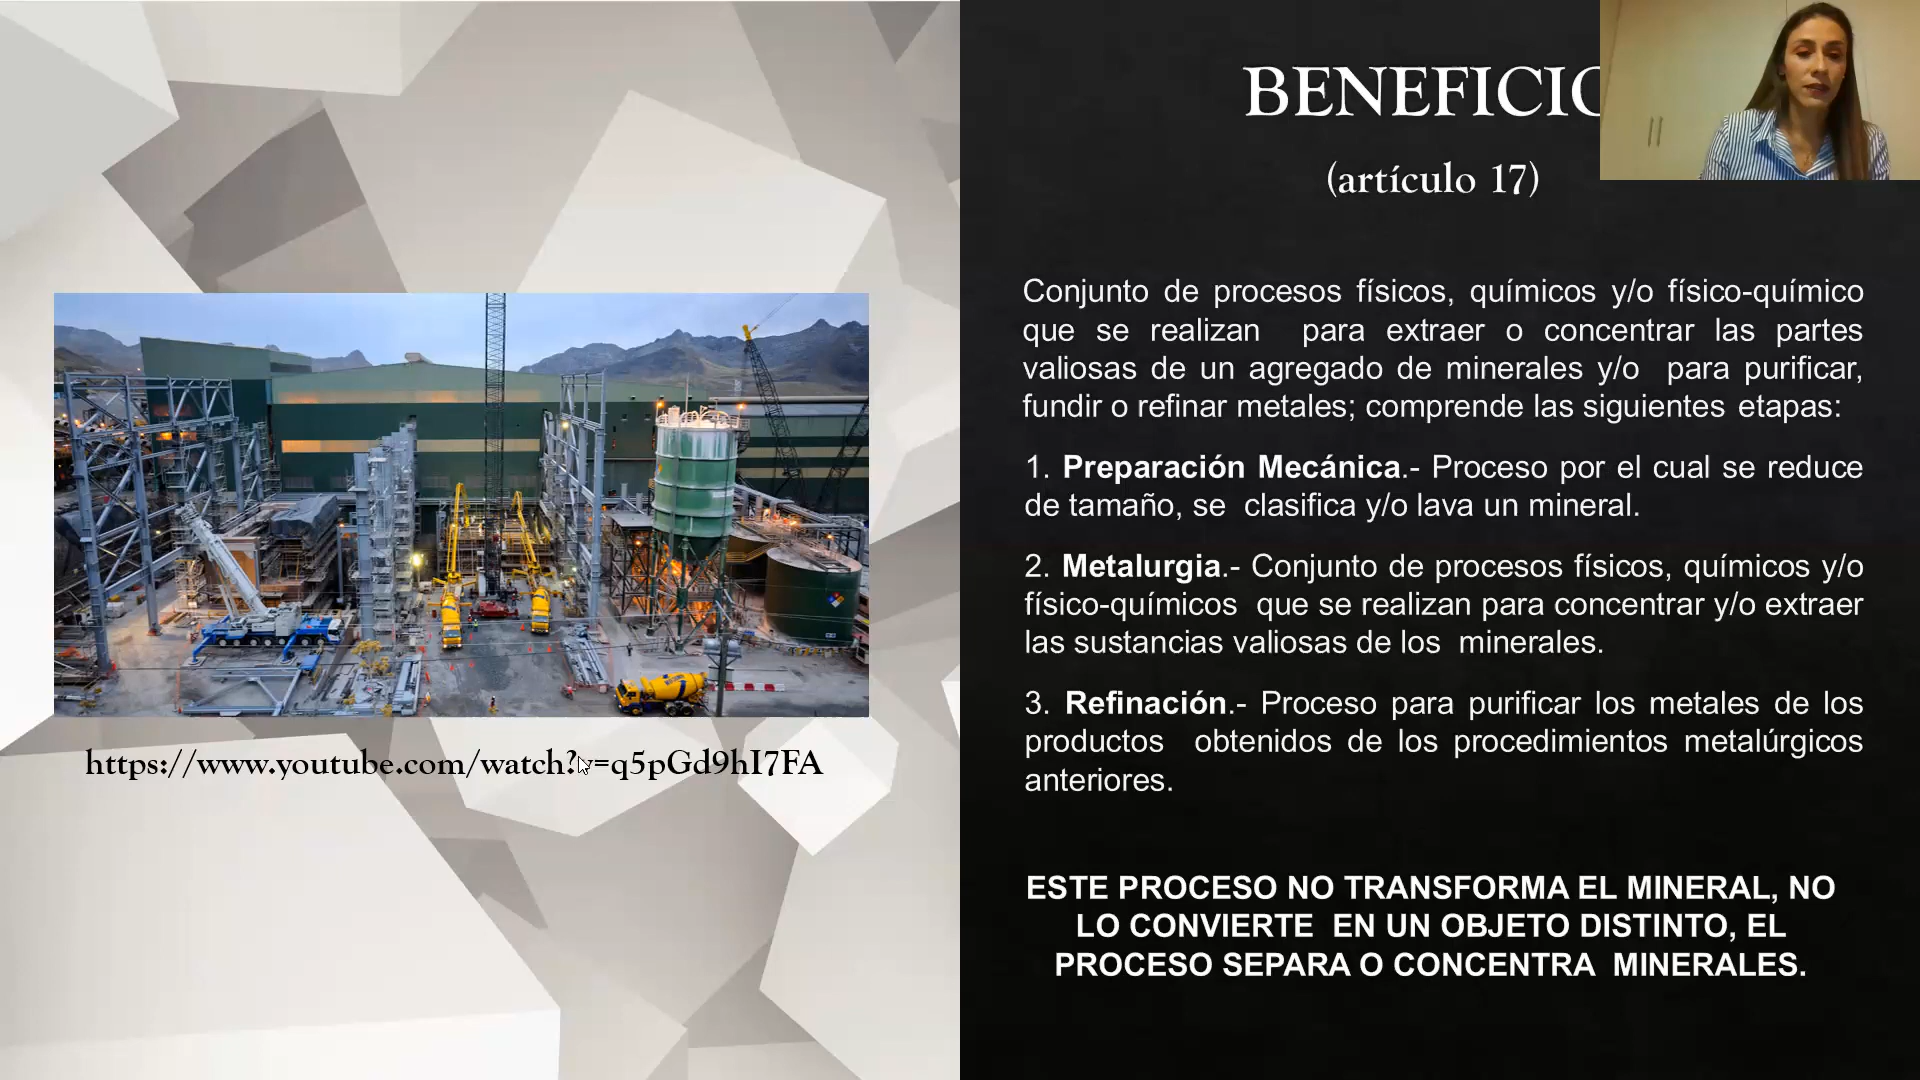 BENEFICIO
(artículo 17)
Conjunto de procesos físicos, químicos y/o físico-químico
que se realizan para extraer o concentrar las partes
valiosas de un agregado de minerales y/o para purificar,
fundir o refinar metales; comprende las siguientes etapas:
1. Preparación Mecánica.- Proceso por el cual se reduce
de tamaño, se clasifica y/o lava un mineral.
2. Metalurgia.- Conjunto de procesos físicos, químicos y/o
físico-químicos que se realizan para concentrar y/o extraer
las sustancias valiosas de los minerales.
3. Refinación.- Proceso para purificar los metales de los
productos obtenidos de los procedimientos metalúrgicos
anteriores.
ESTE PROCESO NO TRANSFORMA EL MINERAL, NO
LO CONVIERTE EN UN OBJETO DISTINTO, EL
PROCESO SEPARA O CONCENTRA MINERALES.
https://www.youtube.com/watch?v=q5pGd9hI7FA